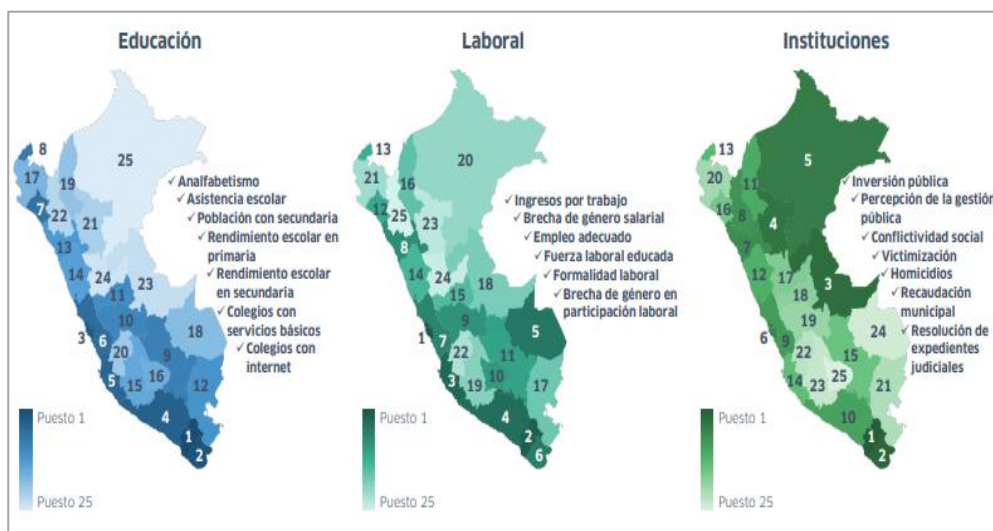 Educación
8
17
19
25
7
22
21
13
14
24
23
11
10
3
6
18
20
9
5
15
16
12
4
1
2
✓ Analfabetismo
✓ Asistencia escolar
✓ Población con secundaria
✓ Rendimiento escolar en
primaria
✓ Rendimiento escolar
en secundaria
✓ Colegios con
servicios básicos
✓ Colegios con
internet
Puesto 1
Puesto 25
Laboral
13
21
16
20
12
25
23
8
14
24
18
15
9
1
7
5
22
11
3
19
10
17
4
2
6
✓ Ingresos por trabajo
✓ Brecha de género salarial
✓ Empleo adecuado
✓ Fuerza laboral educada
✓ Formalidad laboral
✓ Brecha de género en
participación laboral
Puesto 1
Puesto 25
Instituciones
13
20
11
5
16
8
4
7
12
17
3
18
19
6
9
24
22
15
14
23
25
21
10
1
2
✓ Inversión pública
✓ Percepción de la gestión
pública
✓ Conflictividad social
✓ Victimización
✓ Homicidios
✓ Recaudación
municipal
✓ Resolución de
expedientes
judiciales
Puesto 1
Puesto 25